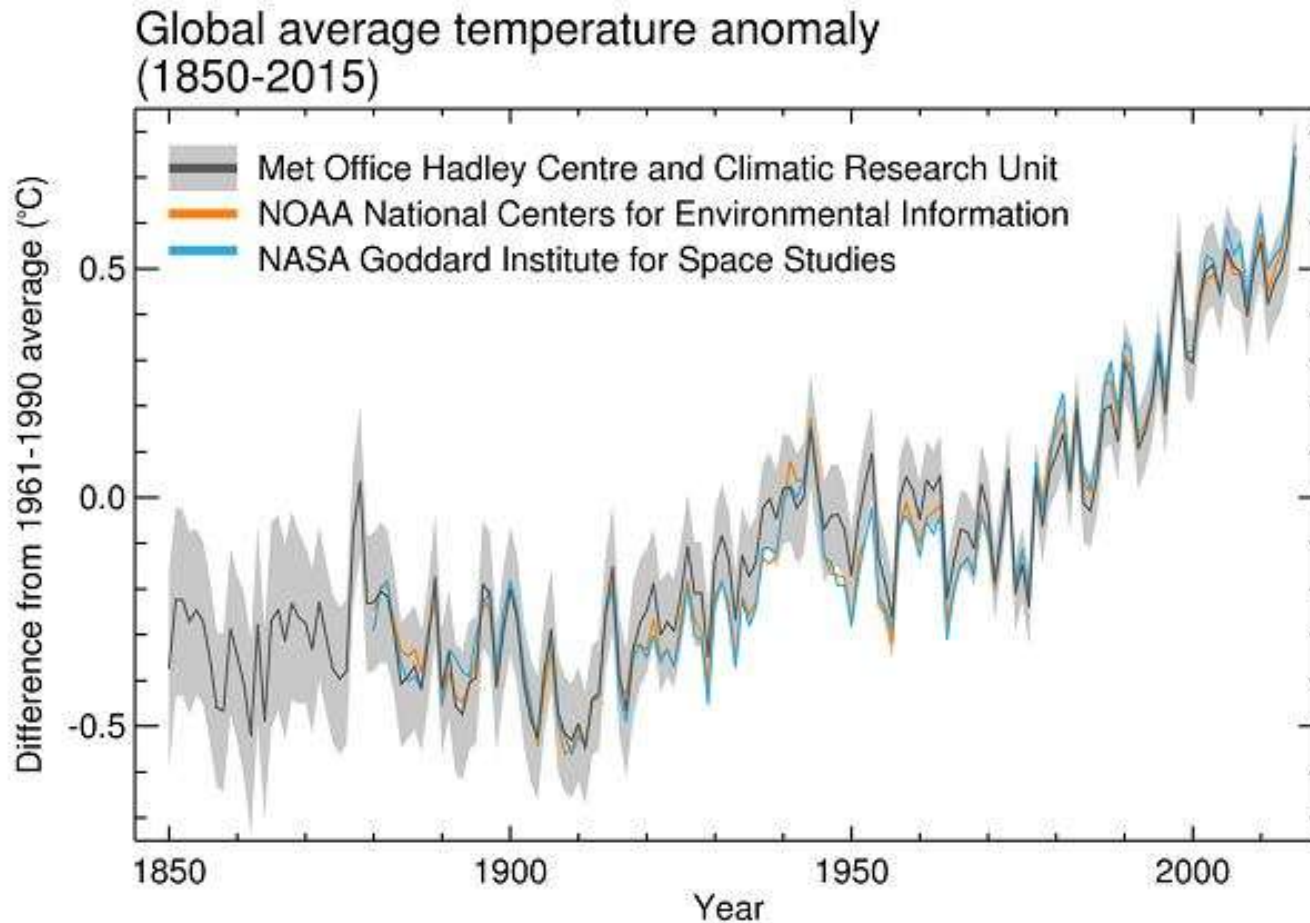 Global average temperature anomaly
(1850-2015)
Met Office Hadley Centre and Climatic Research Unit
NOAA National Centers for Environmental Information
NASA Goddard Institute for Space Studies
Difference from 1961-1990 average (°C)
0.5
0.0
-0.5
1850
1900
1950
2000
Year